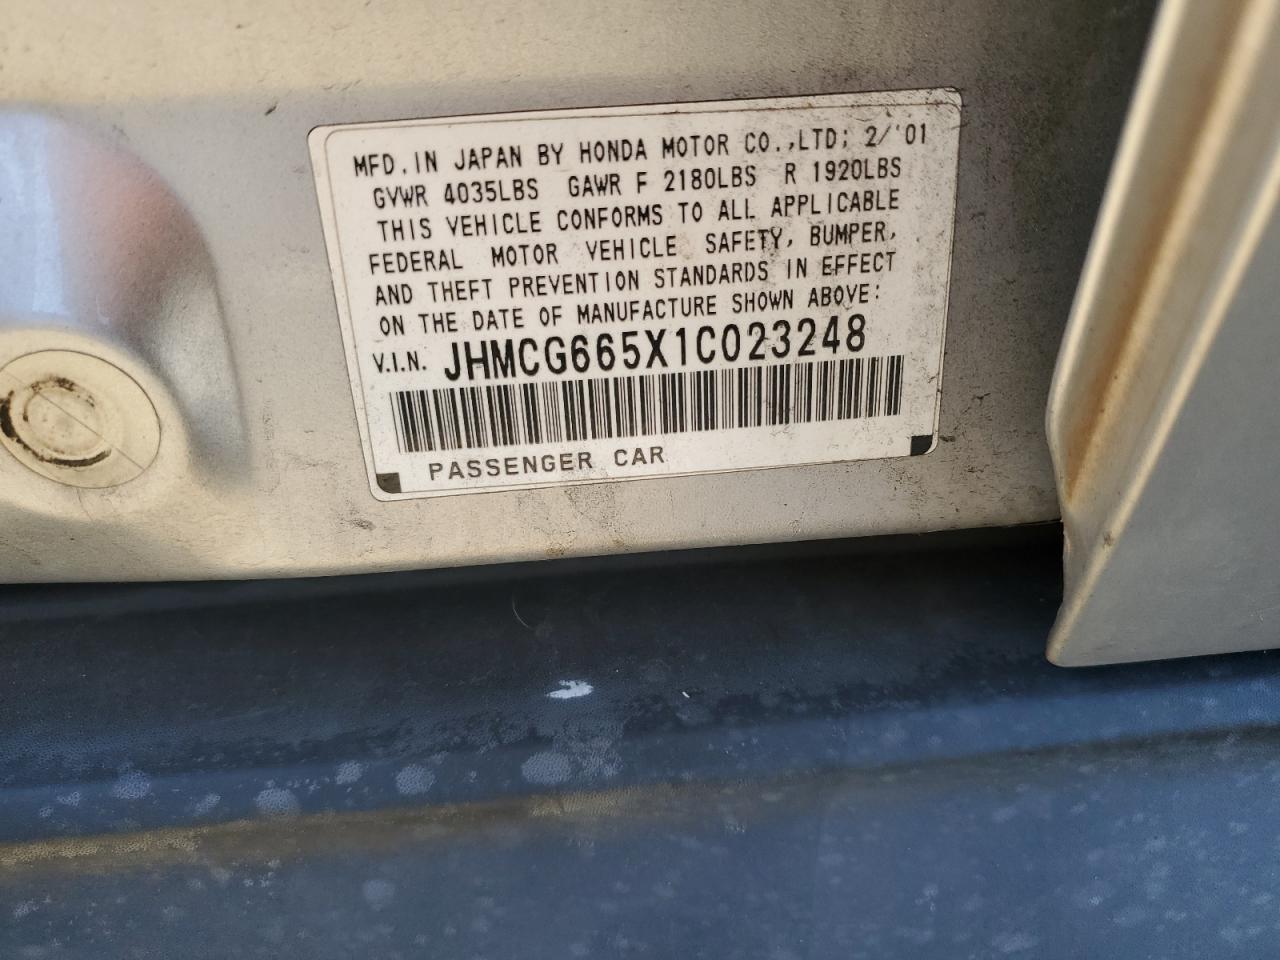 MFD.IN JAPAN BY HONDA MOTOR CO.,LTD; 2/'01
GVWR 4035LBS GAWR F 2180LBS R 1920LBS
THIS VEHICLE CONFORMS TO ALL APPLICABLE
FEDERAL MOTOR VEHICLE SAFETY, BUMPER,
AND THEFT PREVENTION STANDARDS IN EFFECT
ON THE DATE OF MANUFACTURE SHOWN ABOVE:
V.I.N. JHMCG665X1C023248
PASSENGER CAR